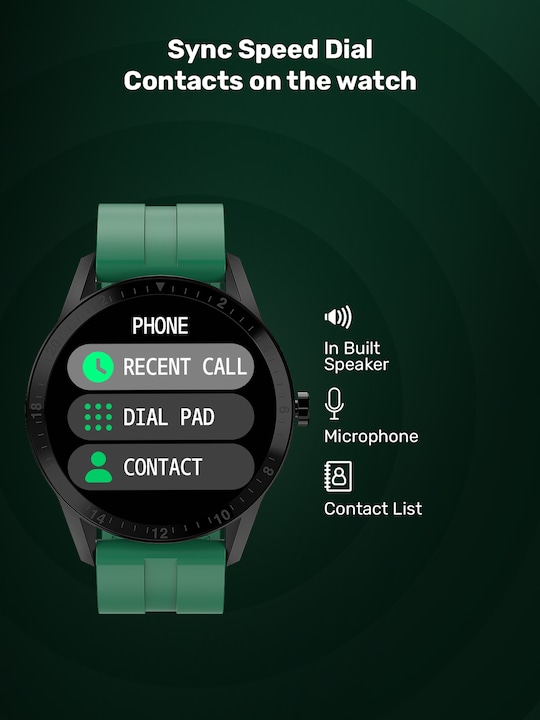 Sync Speed Dial
Contacts on the watch
2
PHONE
RECENT CALL
DIAL PAD
CONTACT
18
6
8
14
12
10
In Built
Speaker
Microphone
Contact List